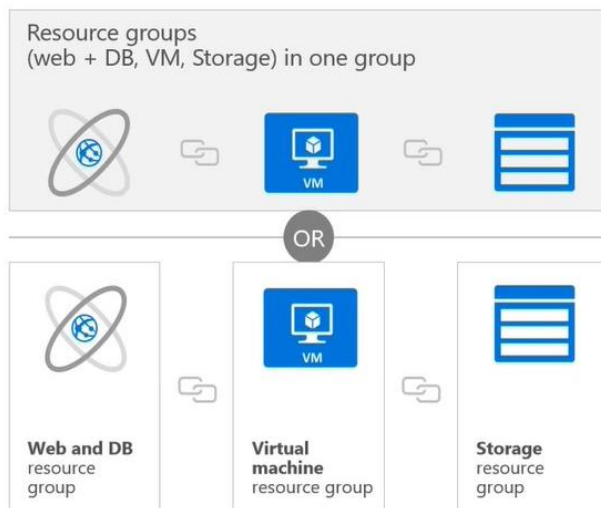 Resource groups
(web + DB, VM, Storage) in one group
VM
OR
VM
Web and DB
resource
group
Virtual
machine
resource group
Storage
resource
group